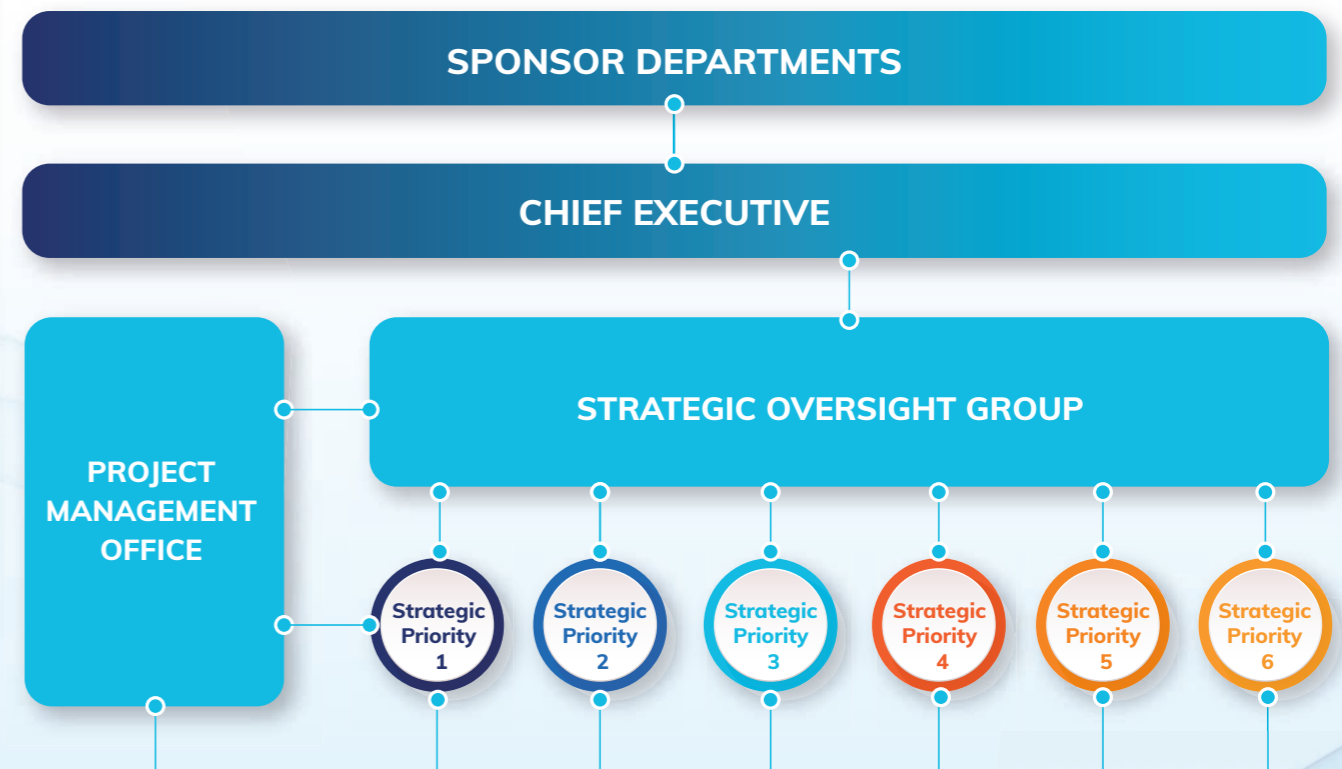 SPONSOR DEPARTMENTS
CHIEF EXECUTIVE
STRATEGIC OVERSIGHT GROUP
PROJECT
MANAGEMENT
OFFICE
Strategic
Priority
1
Strategic
Priority
2
Strategic
Priority
3
Strategic
Priority
4
Strategic
Priority
5
Strategic
Priority
6